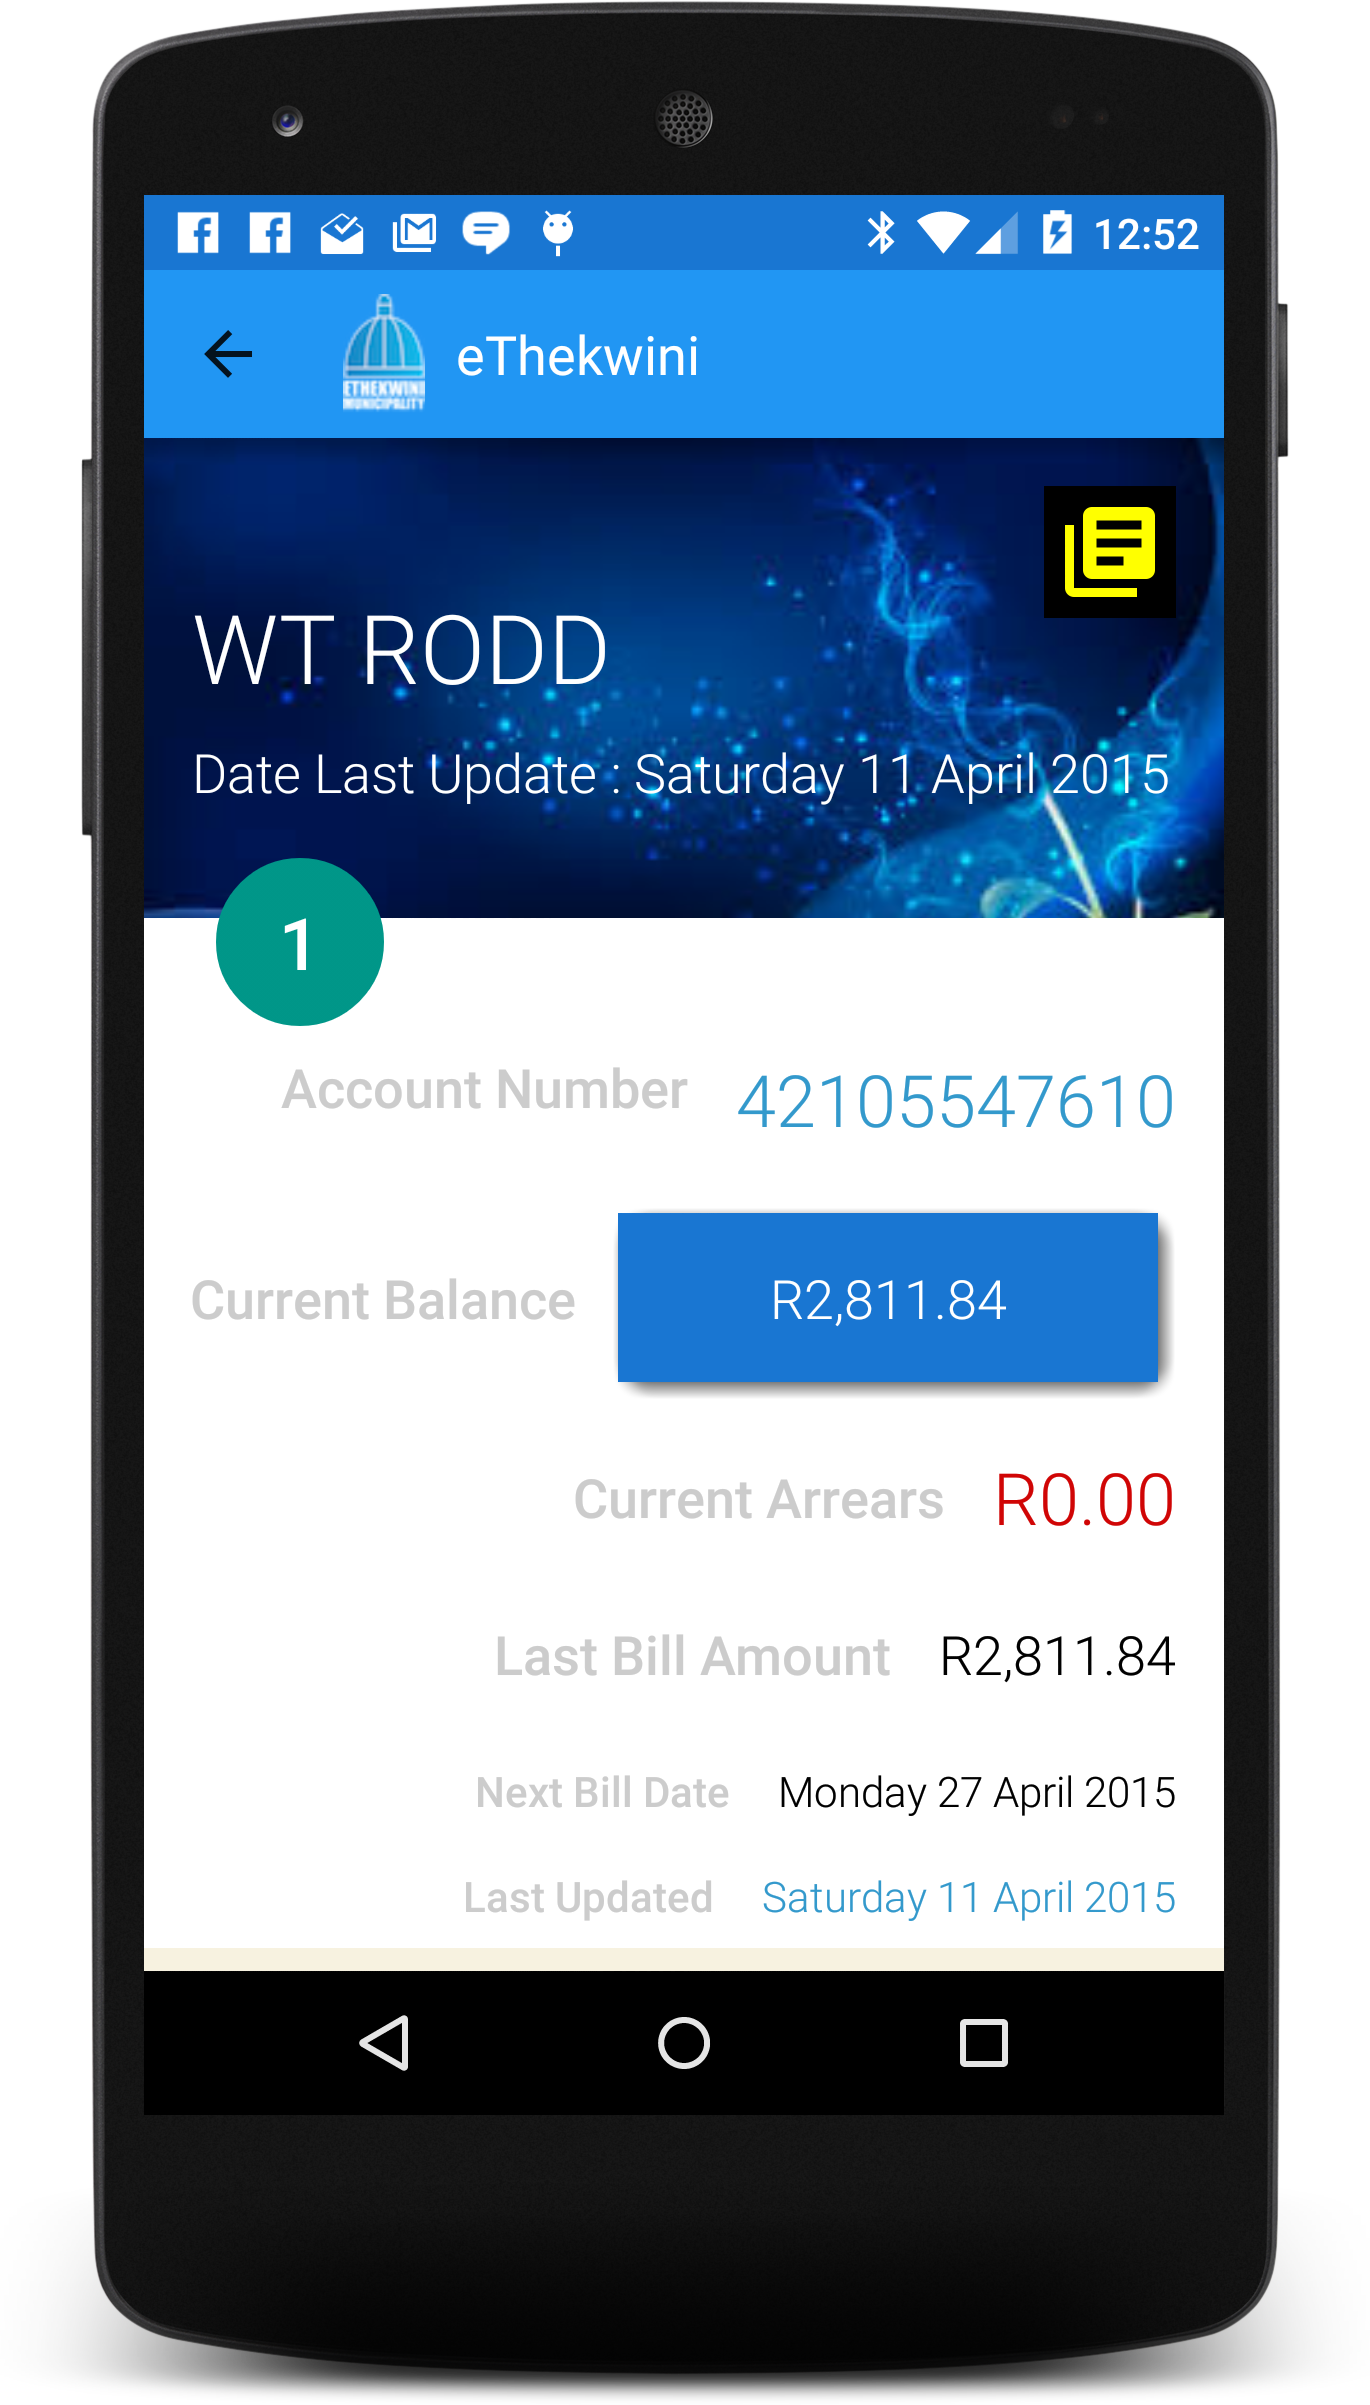 12:52
ETHEKWINI
MUNICIPALITY
eThekwini
WT RODD
Date Last Update : Saturday 11 April 2015
1
Account Number 42105547610
Current Balance R2,811.84
Current Arrears R0.00
Last Bill Amount R2,811.84
Next Bill Date Monday 27 April 2015
Last Updated Saturday 11 April 2015